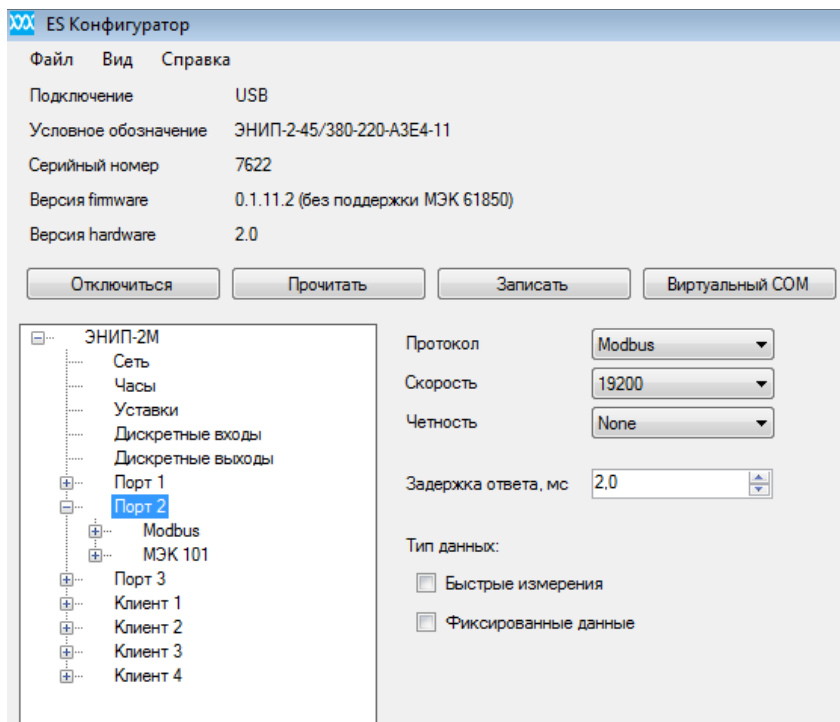 ES Конфигуратор
Файл Вид Справка
Подключение USB
Условное обозначение ЭНИП-2-45/380-220-A3E4-11
Серийный номер 7622
Версия firmware 0.1.11.2 (без поддержки МЭК 61850)
Версия hardware 2.0
Отключиться Прочитать Записать Виртуальный COM
ЭНИП-2М
Сеть
Часы
Уставки
Дискретные входы
Дискретные выходы
Порт 1
Порт 2
Modbus
МЭК 101
Порт 3
Клиент 1
Клиент 2
Клиент 3
Клиент 4
Протокол Modbus
Скорость 19200
Четность None
Задержка ответа, мс 2,0
Тип данных:
Быстрые измерения
Фиксированные данные